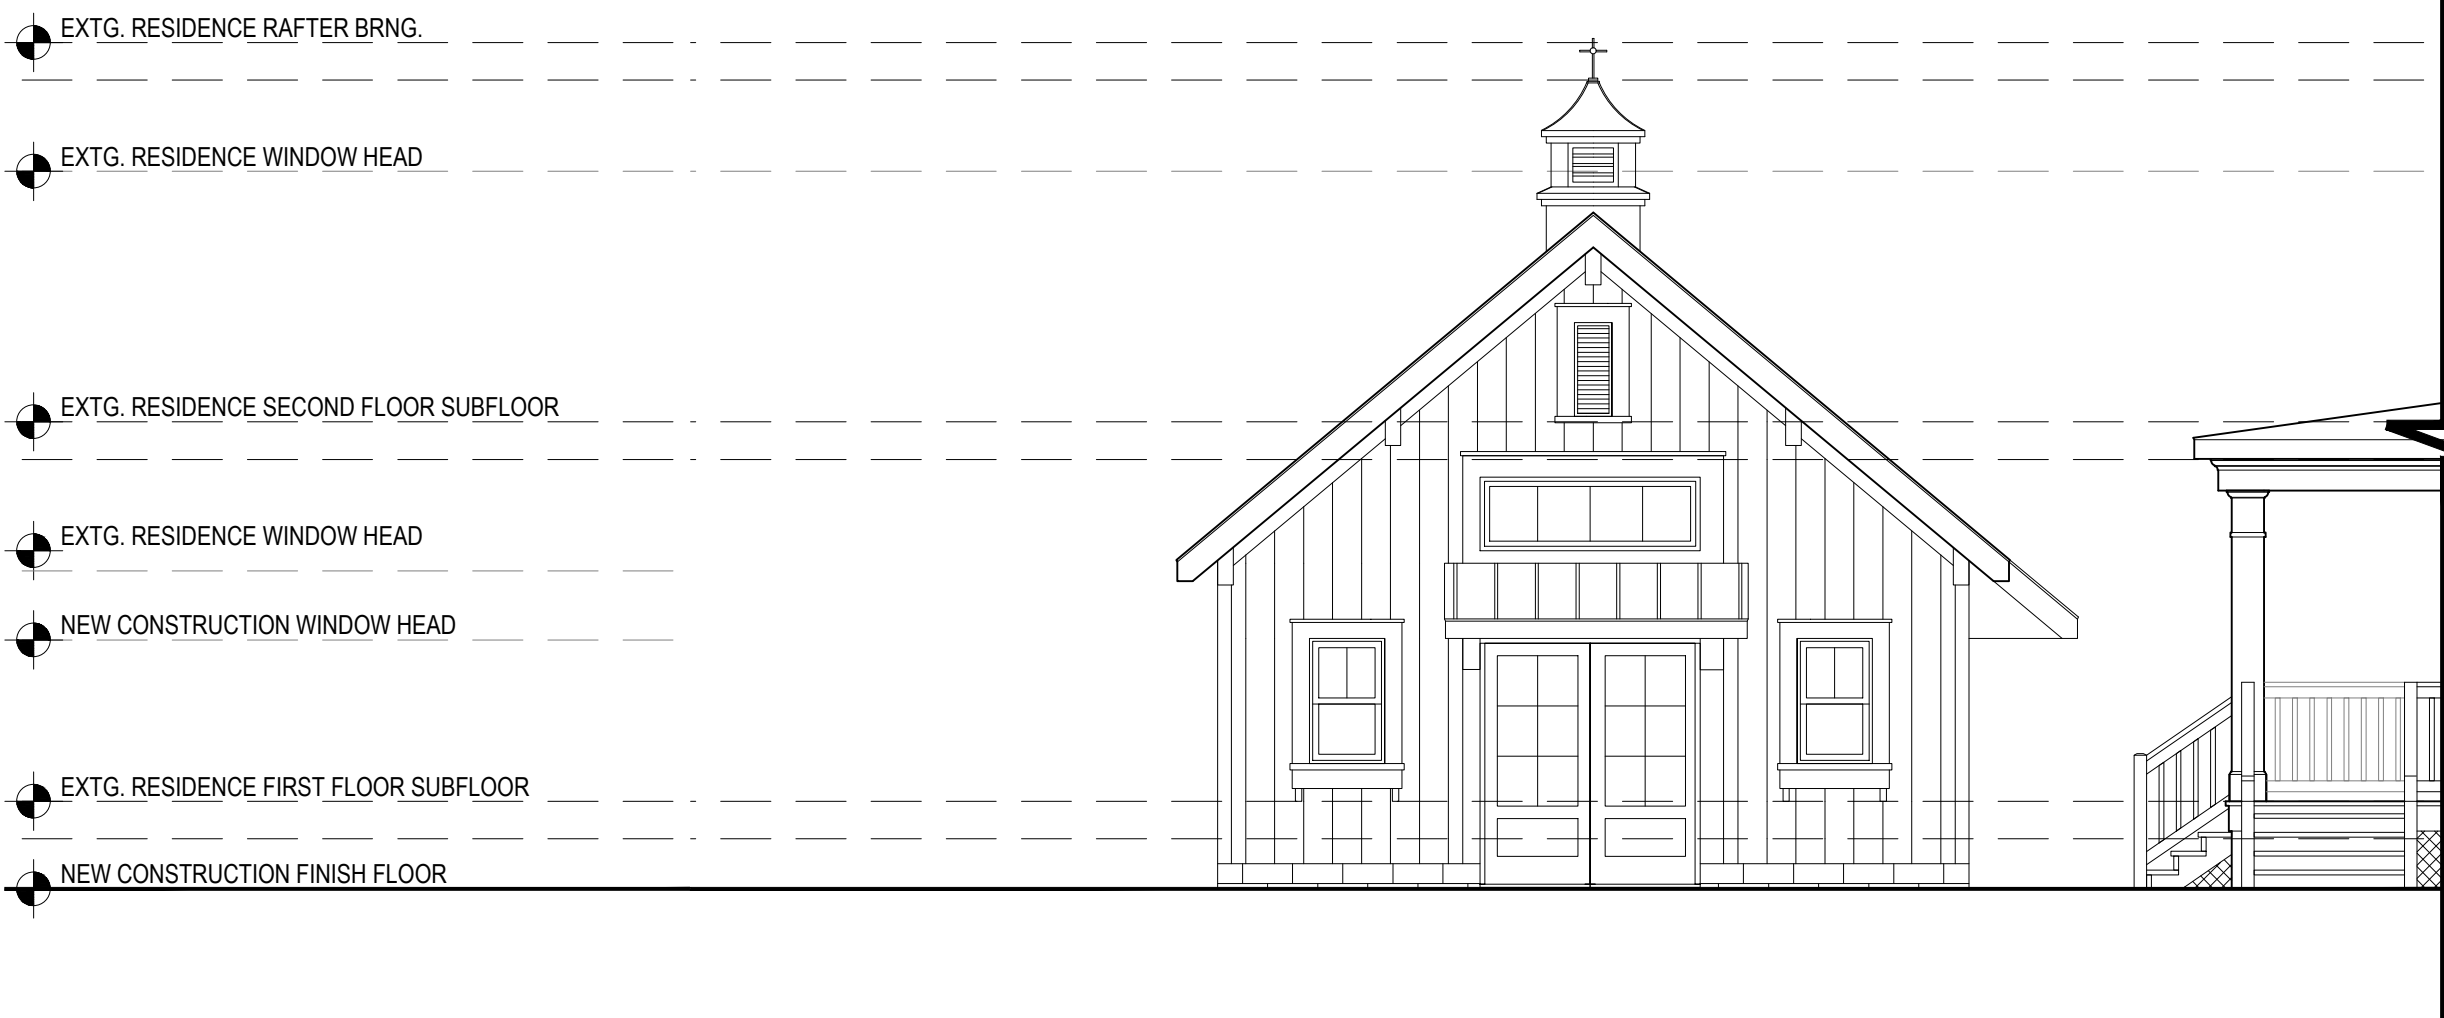 EXTG. RESIDENCE RAFTER BRNG.
EXTG. RESIDENCE WINDOW HEAD
EXTG. RESIDENCE SECOND FLOOR SUBFLOOR
EXTG. RESIDENCE WINDOW HEAD
NEW CONSTRUCTION WINDOW HEAD
EXTG. RESIDENCE FIRST FLOOR SUBFLOOR
NEW CONSTRUCTION FINISH FLOOR